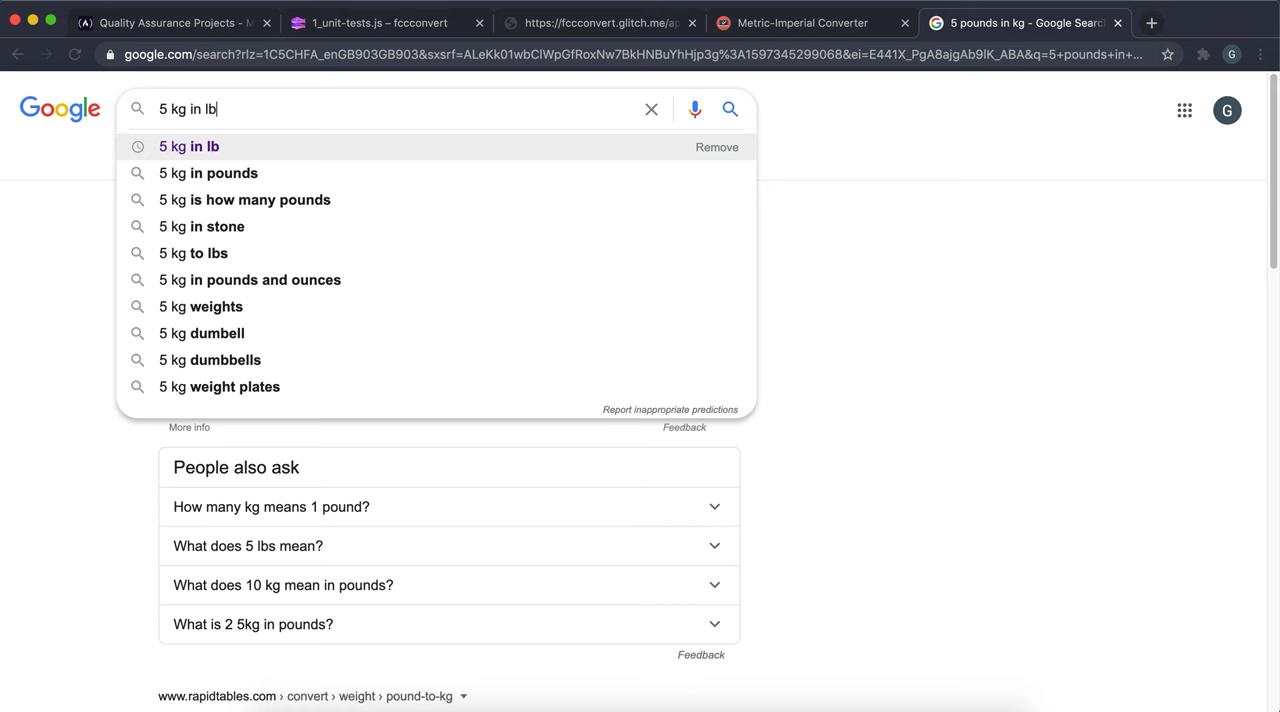 Quality Assurance Projects - M
1_unit-tests.js – fccconvert
https://fccconvert.glitch.me/ap
Metric-Imperial Converter
5 pounds in kg - Google Search
google.com/search?rlz=1C5CHFA_enGB903GB903&sxsrf=ALeKk01wbClWpGfRoxNw7BkHNBuYhHjp3g%3A1597345299068&ei=E441X_PgA8ajgAb9lK_ABA&q=5+pounds+in+...
G
Google
5 kg in lb
G
5 kg in lb
Remove
5 kg in pounds
5 kg is how many pounds
5 kg in stone
5 kg to lbs
5 kg in pounds and ounces
5 kg weights
5 kg dumbell
5 kg dumbbells
5 kg weight plates
Report inappropriate predictions
More info
Feedback
People also ask
How many kg means 1 pound?
What does 5 lbs mean?
What does 10 kg mean in pounds?
What is 2 5kg in pounds?
Feedback
www.rapidtables.com › convert › weight › pound-to-kg